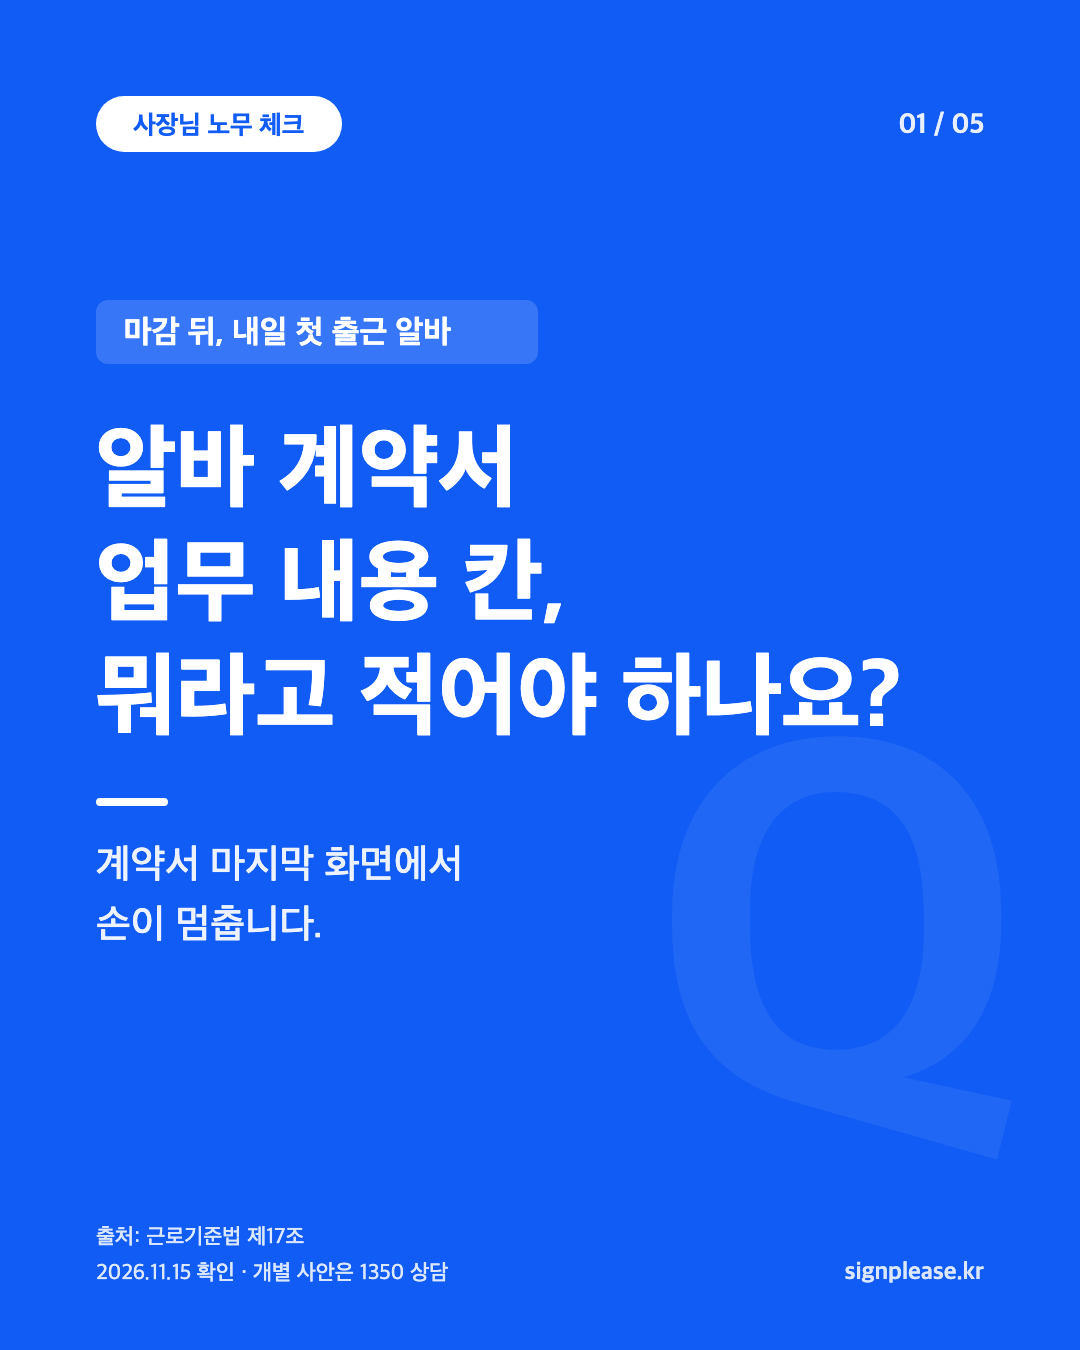 사장님 노무 체크
01 / 05
마감 뒤, 내일 첫 출근 알바
알바 계약서
업무 내용 칸,
뭐라고 적어야 하나요?
계약서 마지막 화면에서
손이 멈춥니다.
Q
출처: 근로기준법 제17조
2026.11.15 확인 · 개별 사안은 1350 상담
signplease.kr